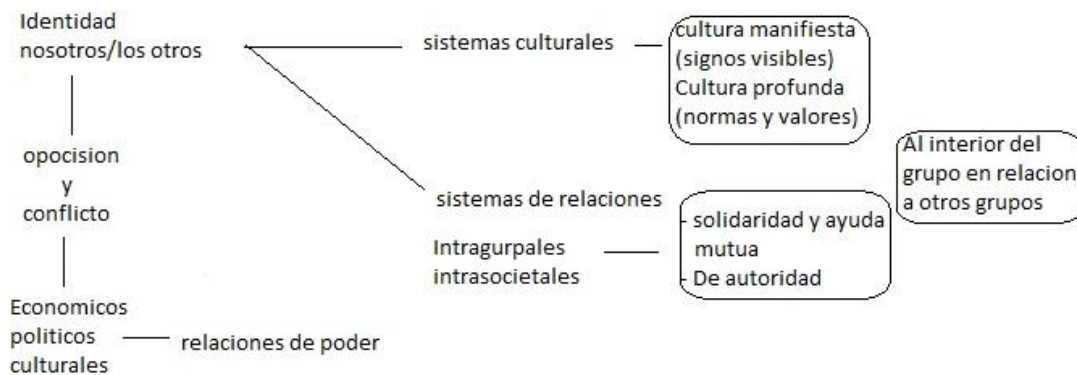 Identidad
nosotros/los otros
sistemas culturales
cultura manifiesta
(signos visibles)
Cultura profunda
(normas y valores)
opocision
y
conflicto
Al interior del
grupo en relacion
a otros grupos
sistemas de relaciones
Intragurpales
intrasocietales
- solidaridad y ayuda
mutua
- De autoridad
Economicos
politicos
culturales
relaciones de poder